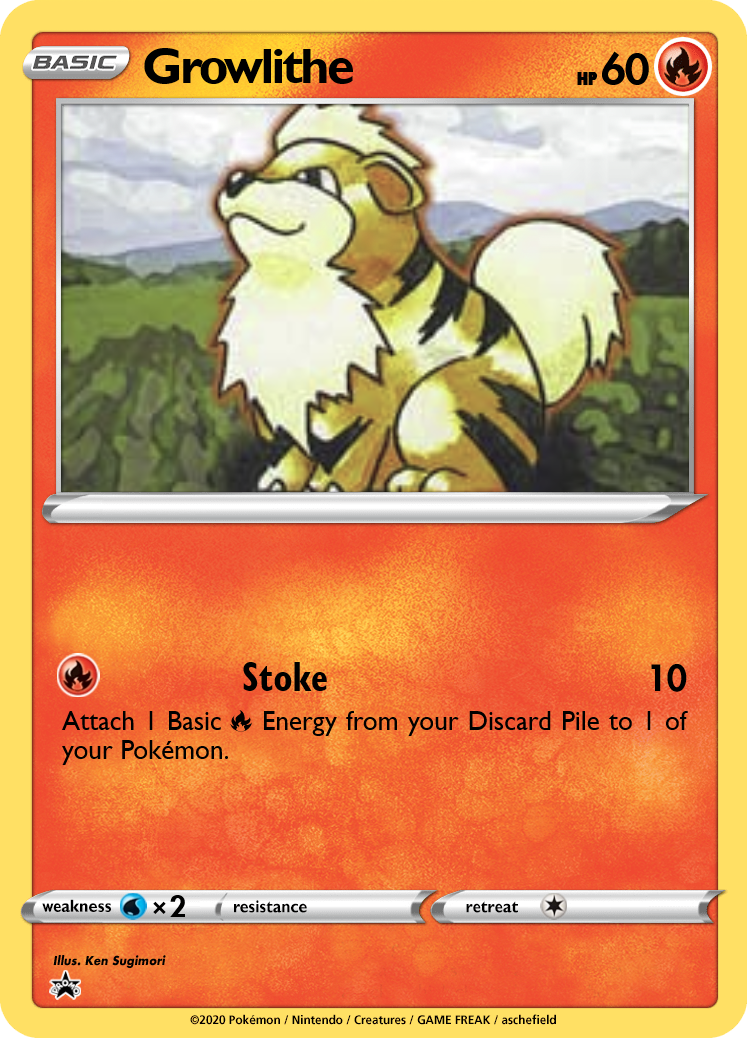 BASIC Growlithe HP 60
Stoke 10
Attach 1 Basic Energy from your Discard Pile to 1 of
your Pokémon.
weakness ×2 resistance retreat
Illus. Ken Sugimori
PROMO
©2020 Pokémon / Nintendo / Creatures / GAME FREAK / aschefield